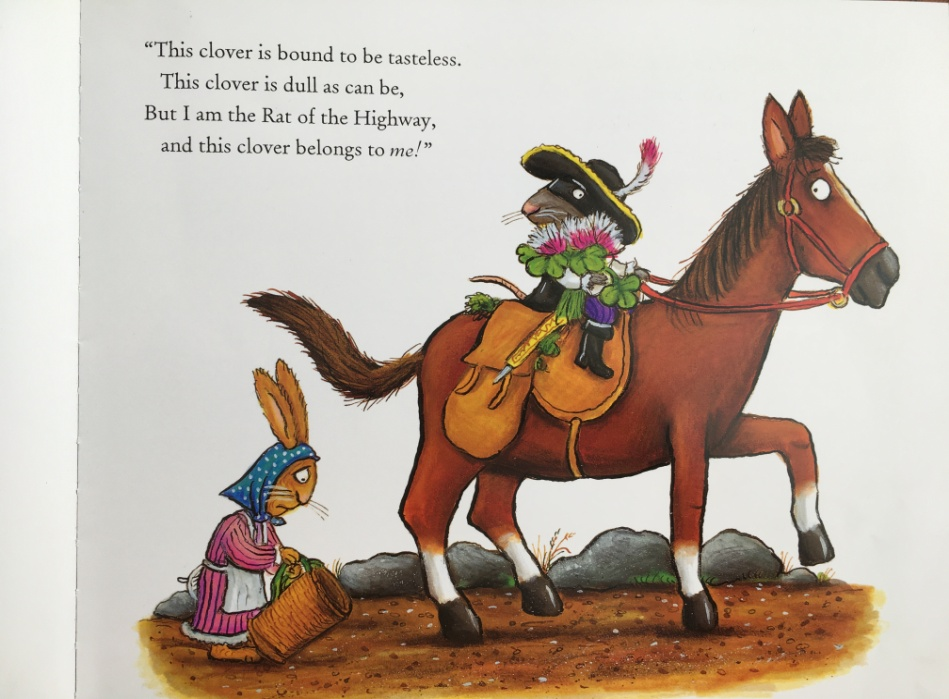 “This clover is bound to be tasteless.
This clover is dull as can be,
But I am the Rat of the Highway,
and this clover belongs to me!”